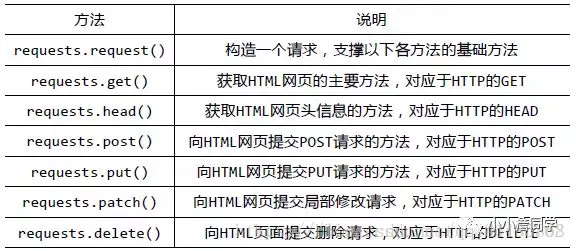 方法 说明
requests.request() 构造一个请求，支撑以下各方法的基础方法
requests.get() 获取HTML网页的主要方法，对应于HTTP的GET
requests.head() 获取HTML网页头信息的方法，对应于HTTP的HEAD
requests.post() 向HTML网页提交POST请求的方法，对应于HTTP的POST
requests.put() 向HTML网页提交PUT请求的方法，对应于HTTP的PUT
requests.patch() 向HTML网页提交局部修改请求，对应于HTTP的PATCH
requests.delete() 向HTML页面提交删除请求，对应于HTTP的DELETE
小小詹同学